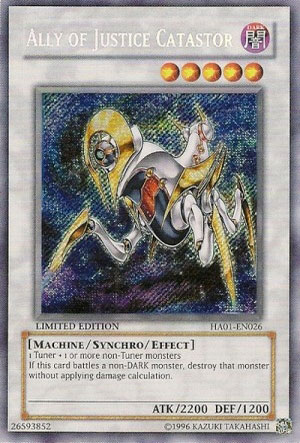 ALLY OF JUSTICE CATASTOR
DARK
闇
LIMITED EDITION
HA01-EN026
[MACHINE/SYNCHRO/EFFECT]
1 Tuner + 1 or more non-Tuner monsters
If this card battles a non-DARK monster, destroy that monster
without applying damage calculation.
ATK/2200 DEF/1200
26593852
©1996 KAZUKI TAKAHASHI